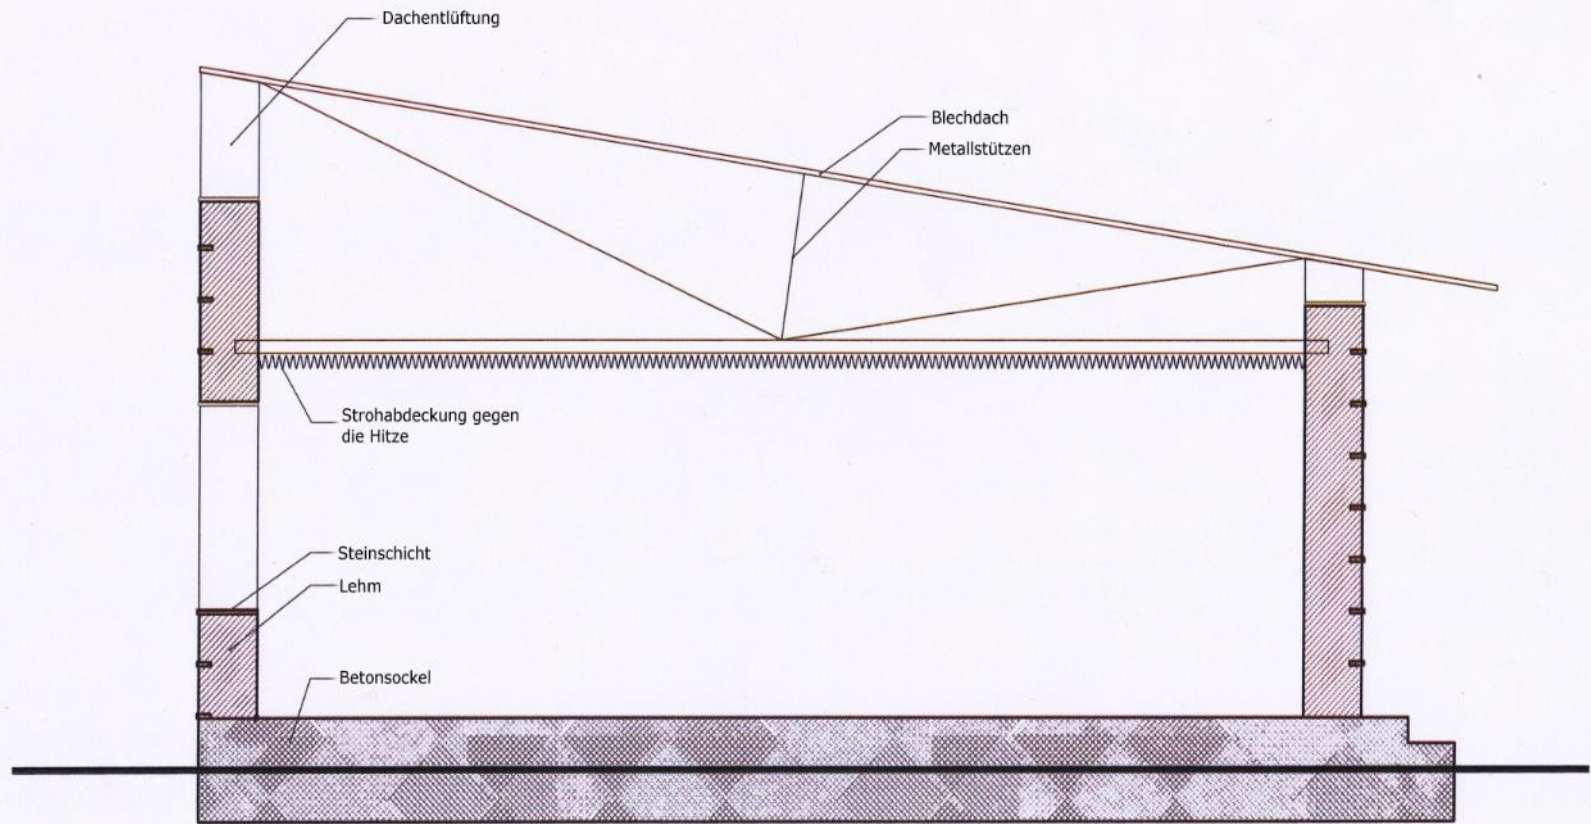 Dachentlüftung
Blechdach
Metallstützen
Strohabdeckung gegen
die Hitze
Steinschicht
Lehm
Betonsockel